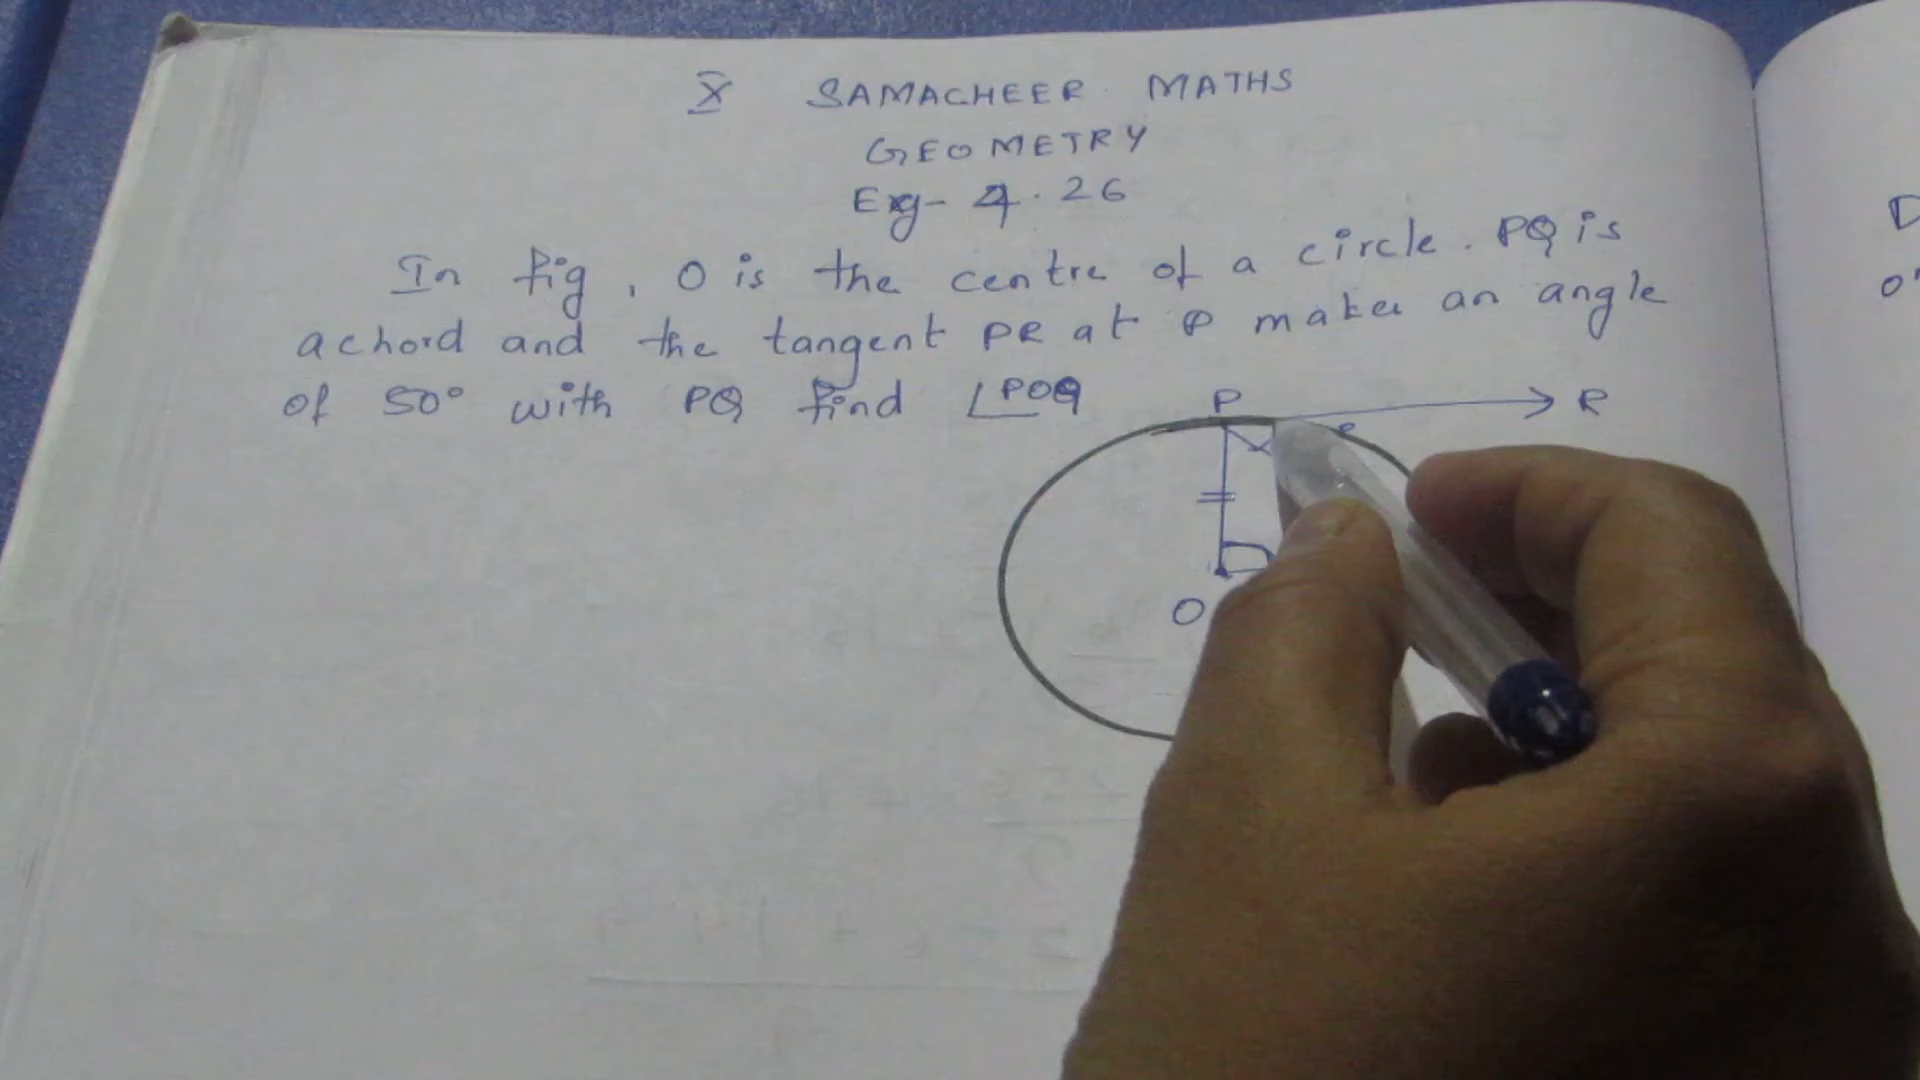 X SAMACHEER MATHS
GEOMETRY
Eg- 4.26
In fig, O is the centre of a circle. PQ is
a chord and the tangent PR at P makes an angle
of 50° with PQ find ∠POQ
P
R
O
D